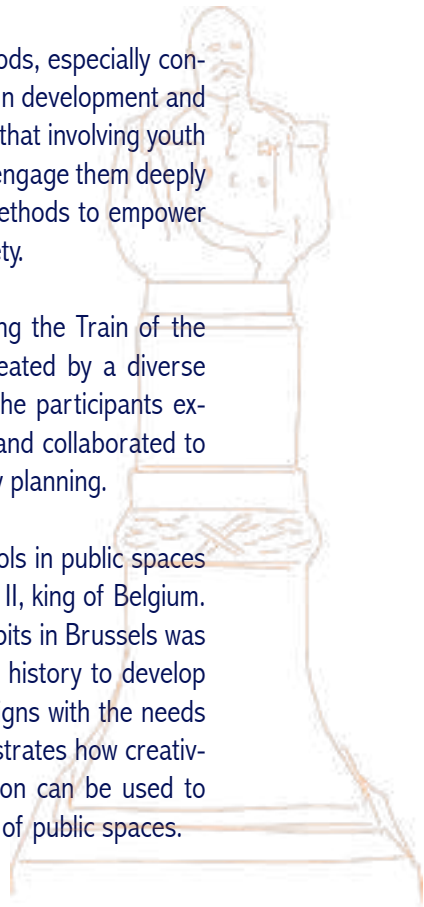 ods, especially con-
n development and
that involving youth
engage them deeply
ethods to empower
ety.
ng the Train of the
eated by a diverse
he participants ex-
and collaborated to
y planning.
ols in public spaces
II, king of Belgium.
bits in Brussels was
history to develop
igns with the needs
strates how creativ-
on can be used to
of public spaces.